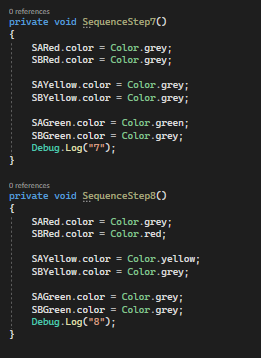 0 references
private void SequenceStep7()
{
SARed.color = Color.grey;
SBRed.color = Color.grey;
SAYellow.color = Color.grey;
SBYellow.color = Color.grey;
SAGreen.color = Color.green;
SBGreen.color = Color.grey;
Debug.Log("7");
}
0 references
private void SequenceStep8()
{
SARed.color = Color.grey;
SBRed.color = Color.red;
SAYellow.color = Color.yellow;
SBYellow.color = Color.grey;
SAGreen.color = Color.grey;
SBGreen.color = Color.grey;
Debug.Log("8");
}